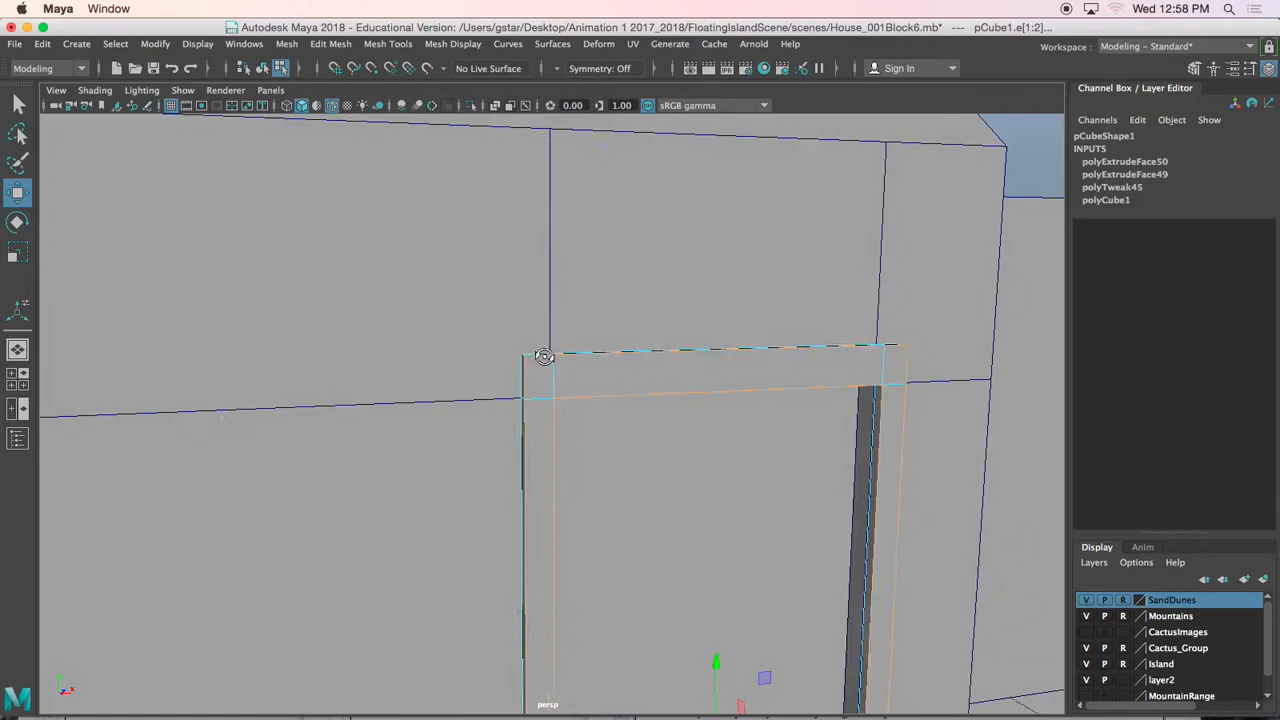 Maya Window Wed 12:58 PM
Autodesk Maya 2018 - Educational Version: /Users/gstar/Desktop/Animation 1 2017_2018/FloatingIslandScene/scenes/House_001Block6.mb* --- pCube1.e[1:2]...
File Edit Create Select Modify Display Windows Mesh Edit Mesh Mesh Tools Mesh Display Curves Surfaces Deform UV Generate Cache Arnold Help Workspace : Modeling - Standard*
Modeling No Live Surface Symmetry: Off Sign In
View Shading Lighting Show Renderer Panels Channel Box / Layer Editor
0.00 1.00 sRGB gamma
Channels Edit Object Show
pCubeShape1
INPUTS
polyExtrudeFace50
polyExtrudeFace49
polyTweak45
polyCube1
Display Anim
Layers Options Help
V P R SandDunes
V P R Mountains
CactusImages
V P R Cactus_Group
V P R Island
V P layer2
MountainRange
persp